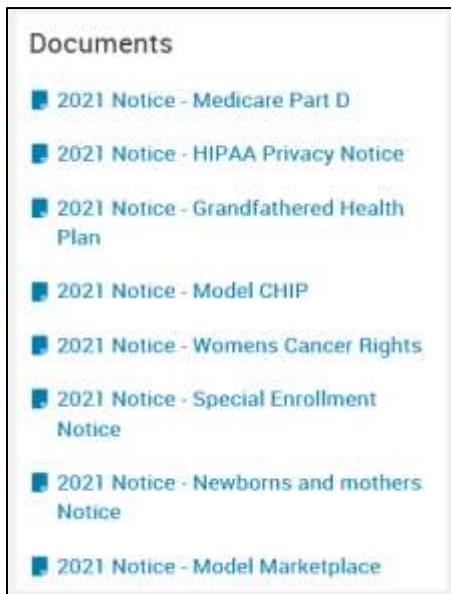 Documents
2021 Notice - Medicare Part D
2021 Notice - HIPAA Privacy Notice
2021 Notice - Grandfathered Health
Plan
2021 Notice - Model CHIP
2021 Notice - Womens Cancer Rights
2021 Notice - Special Enrollment
Notice
2021 Notice - Newborns and mothers
Notice
2021 Notice - Model Marketplace